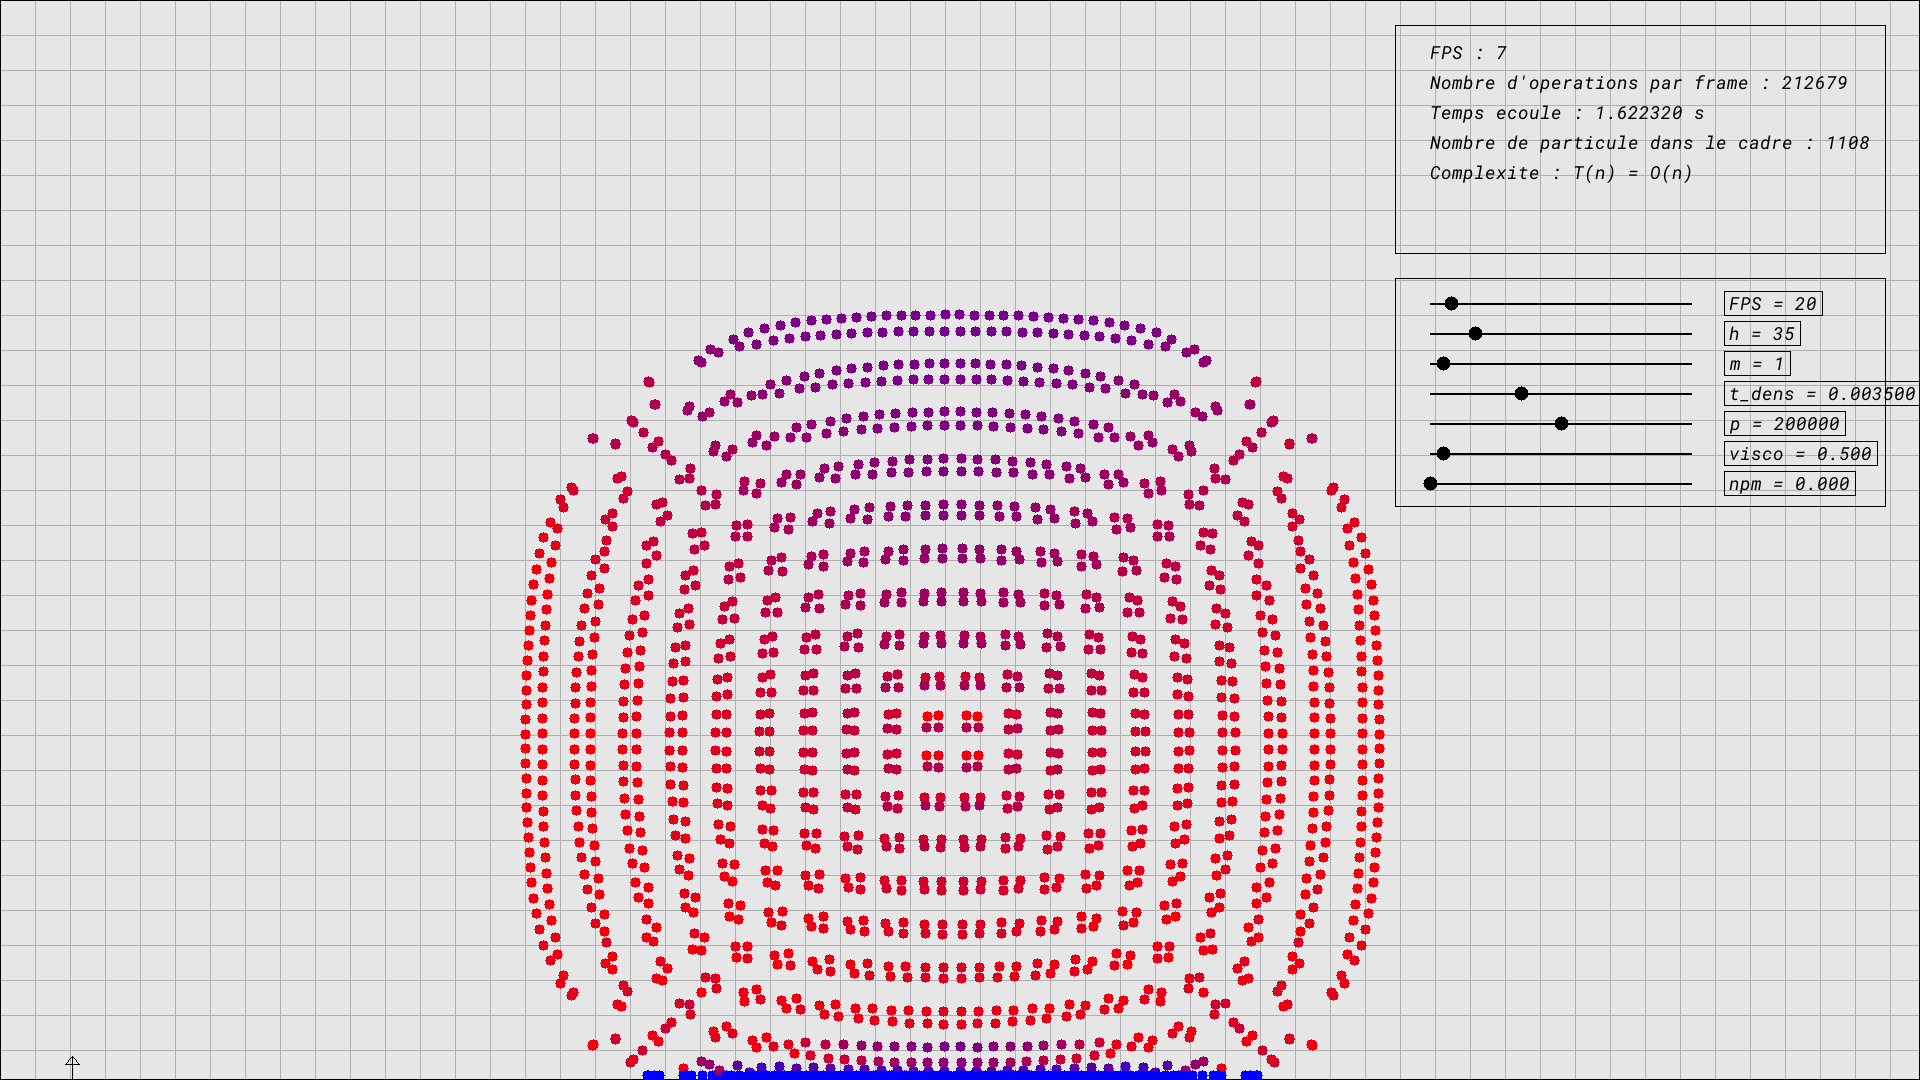 FPS : 7
Nombre d'operations par frame : 212679
Temps ecoule : 1.622320 s
Nombre de particule dans le cadre : 1108
Complexite : T(n) = O(n)
FPS = 20
h = 35
m = 1
t_dens = 0.003500
p = 200000
visco = 0.500
npm = 0.000